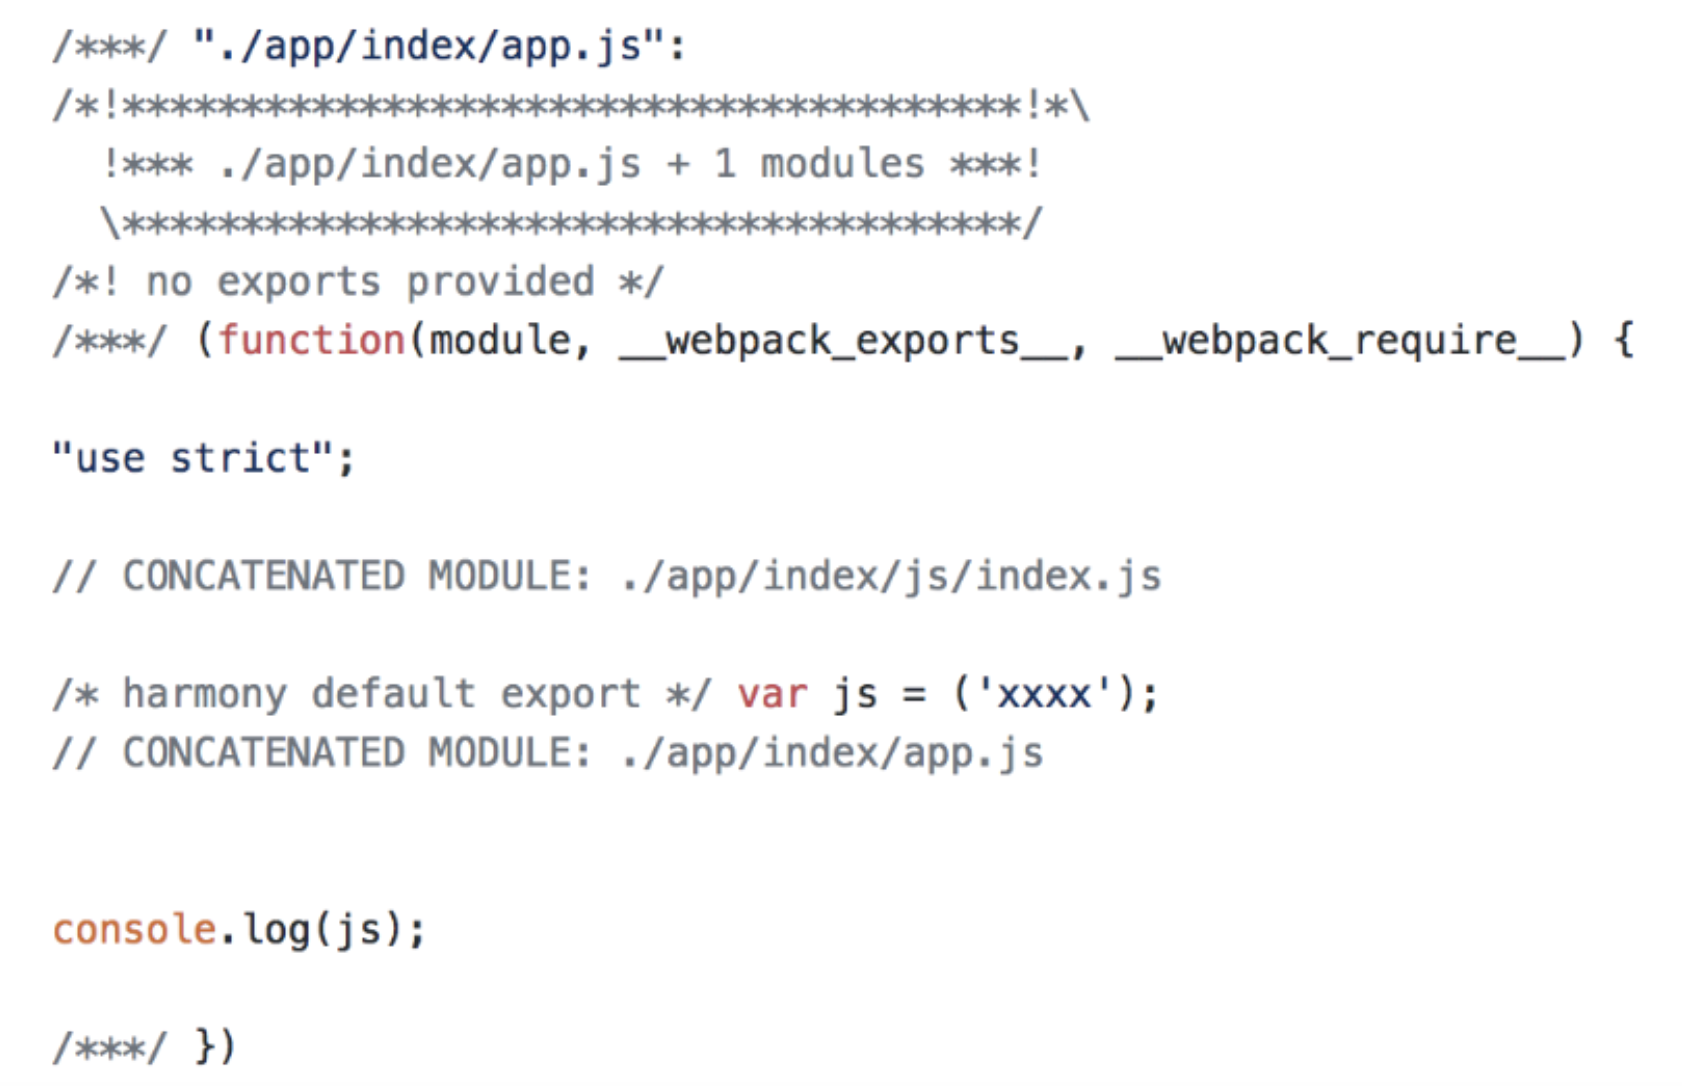 /***/ "./app/index/app.js":
/*!**************************************!*\
  !*** ./app/index/app.js + 1 modules ***!
  \**************************************/
/*! no exports provided */
/***/ (function(module, __webpack_exports__, __webpack_require__) {
"use strict";
// CONCATENATED MODULE: ./app/index/js/index.js
/* harmony default export */ var js = ('xxxx');
// CONCATENATED MODULE: ./app/index/app.js
console.log(js);
/***/ })